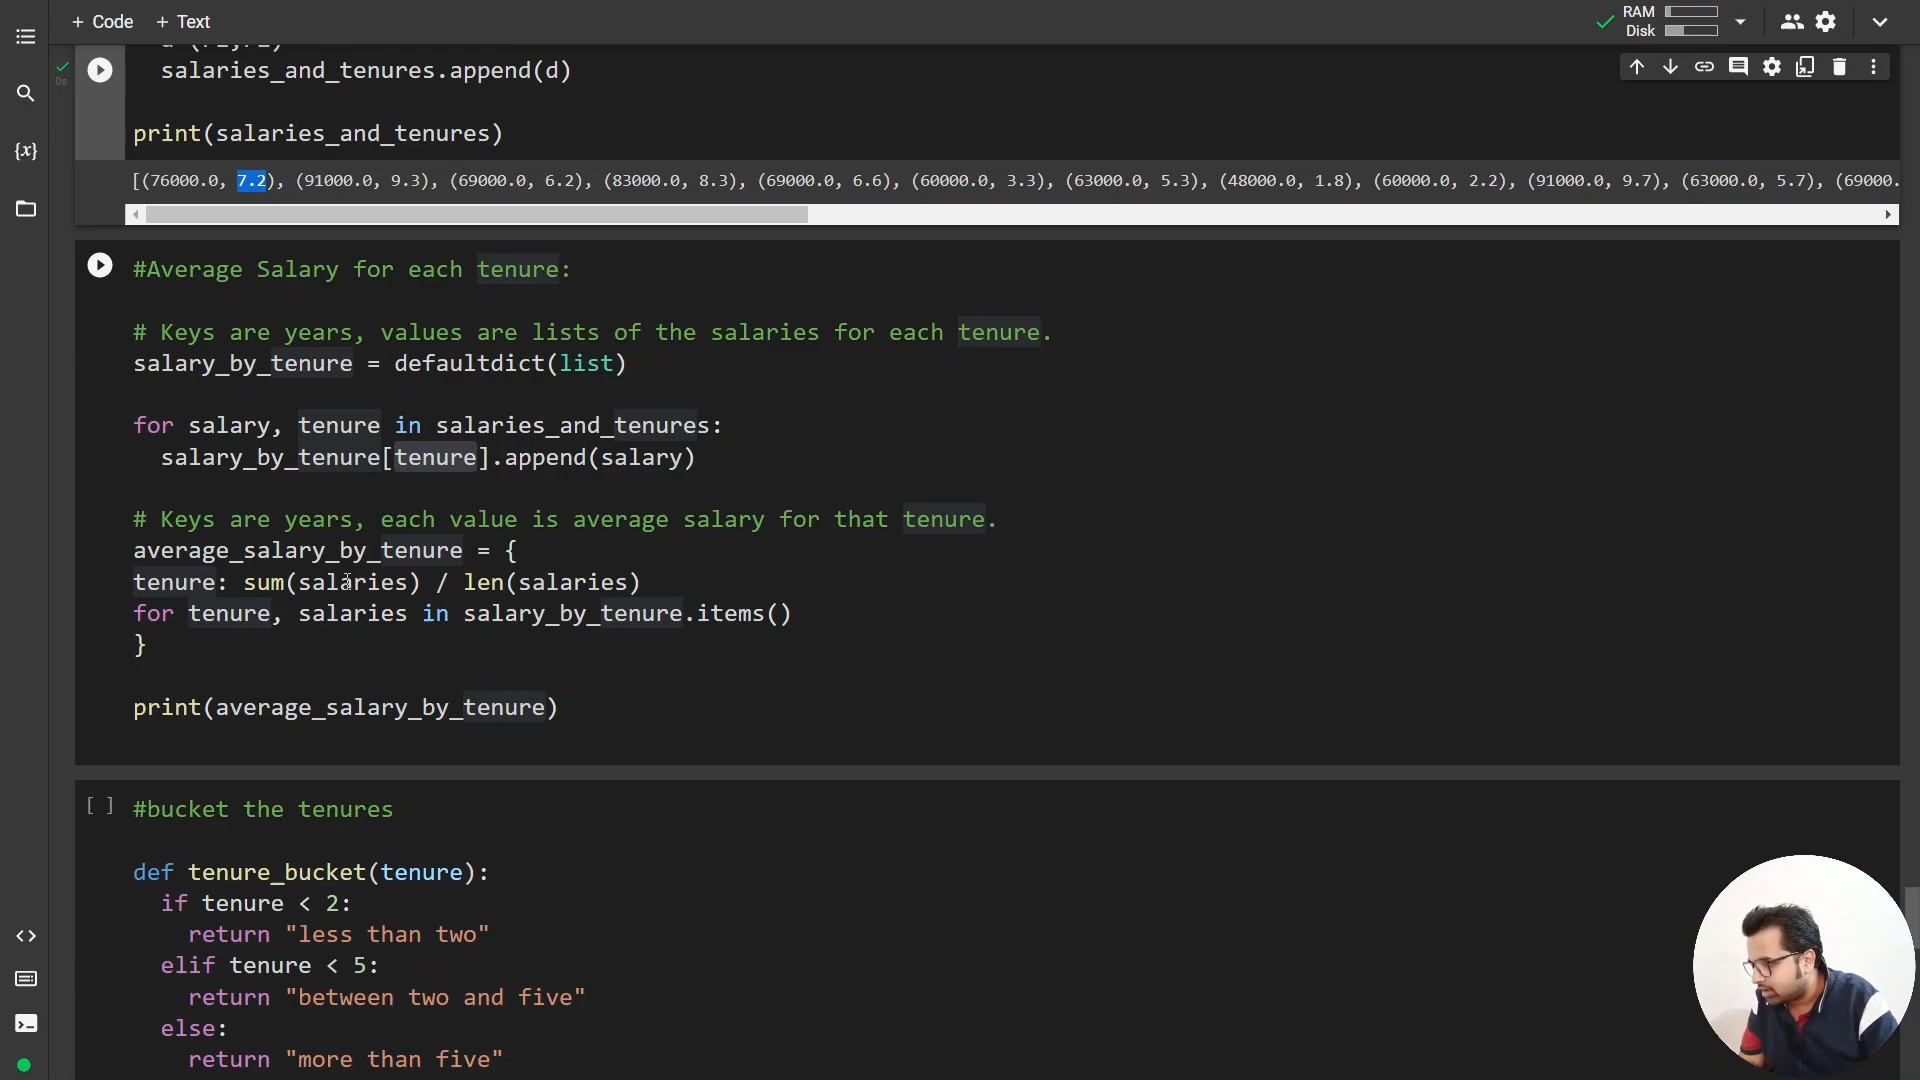 + Code + Text
RAM
Disk
salaries_and_tenures.append(d)
print(salaries_and_tenures)
[(76000.0, 7.2), (91000.0, 9.3), (69000.0, 6.2), (83000.0, 8.3), (69000.0, 6.6), (60000.0, 3.3), (63000.0, 5.3), (48000.0, 1.8), (60000.0, 2.2), (91000.0, 9.7), (63000.0, 5.7), (69000.
#Average Salary for each tenure:
# Keys are years, values are lists of the salaries for each tenure.
salary_by_tenure = defaultdict(list)
for salary, tenure in salaries_and_tenures:
salary_by_tenure[tenure].append(salary)
# Keys are years, each value is average salary for that tenure.
average_salary_by_tenure = {
tenure: sum(salaries) / len(salaries)
for tenure, salaries in salary_by_tenure.items()
}
print(average_salary_by_tenure)
[ ] #bucket the tenures
def tenure_bucket(tenure):
if tenure < 2:
return "less than two"
elif tenure < 5:
return "between two and five"
else:
return "more than five"